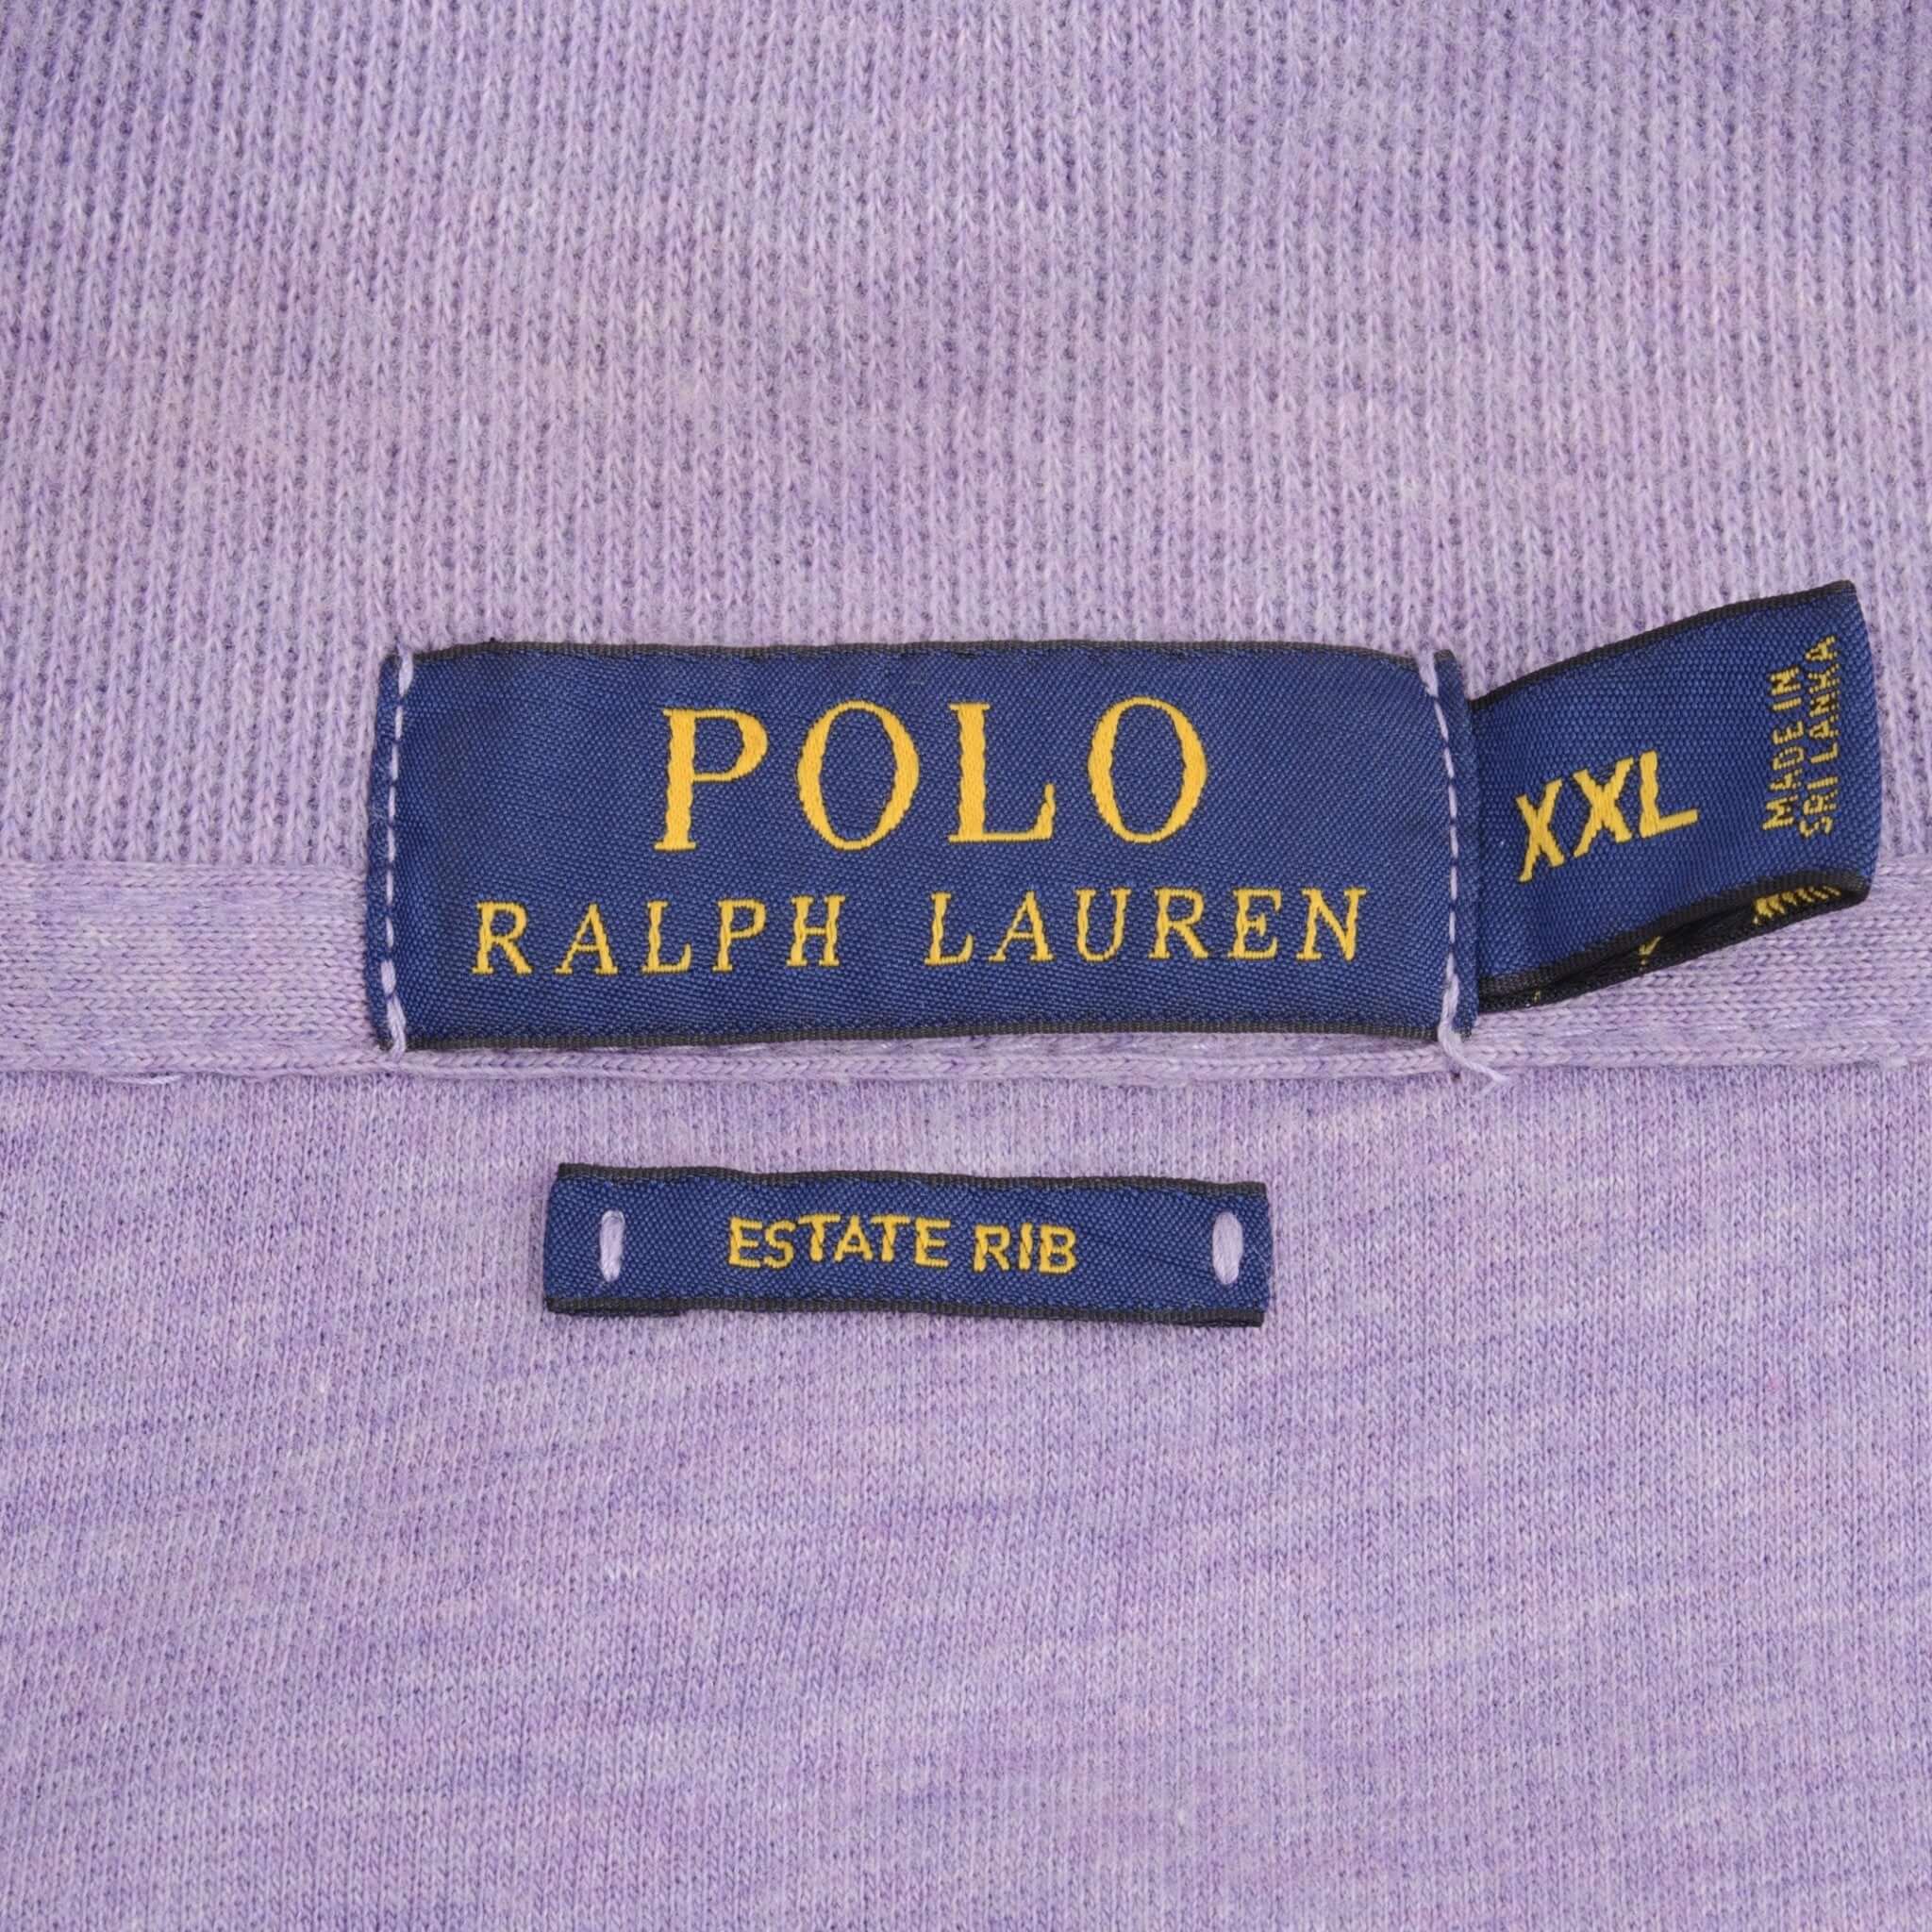 POLO
RALPH LAUREN
XXL
MADE IN
SRI LANKA
ESTATE RIB